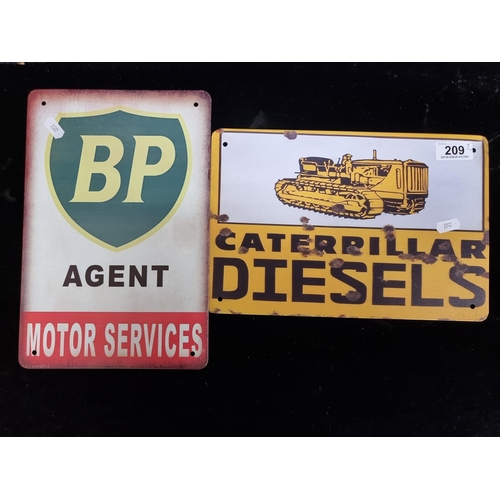 BP
AGENT
MOTOR SERVICES
209
CATERPILLAR
DIESELS